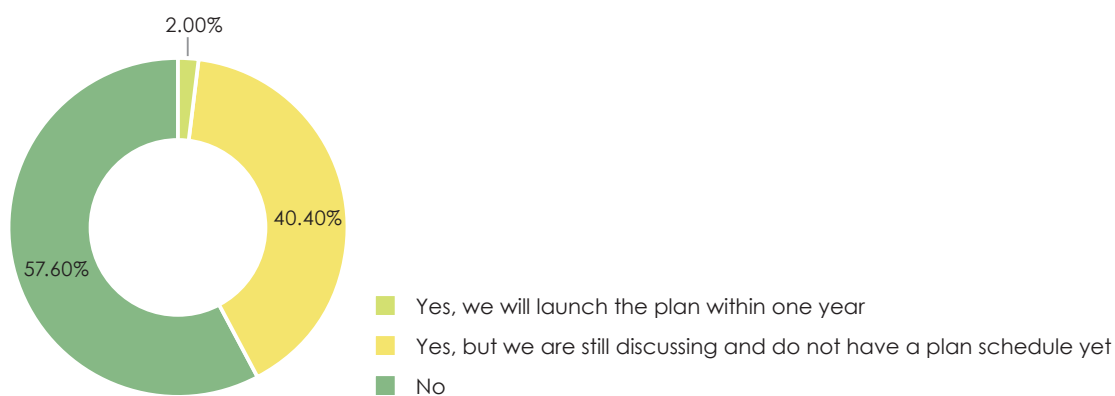 2.00%
40.40%
57.60%
Yes, we will launch the plan within one year
Yes, but we are still discussing and do not have a plan schedule yet
No